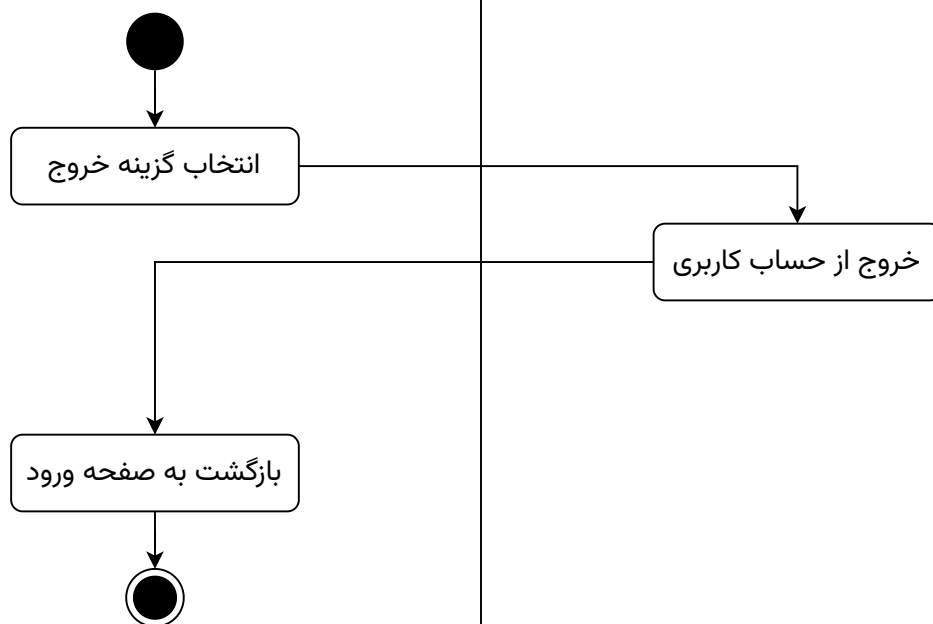 انتخاب گزینه خروج
خروج از حساب کاربری
بازگشت به صفحه ورود